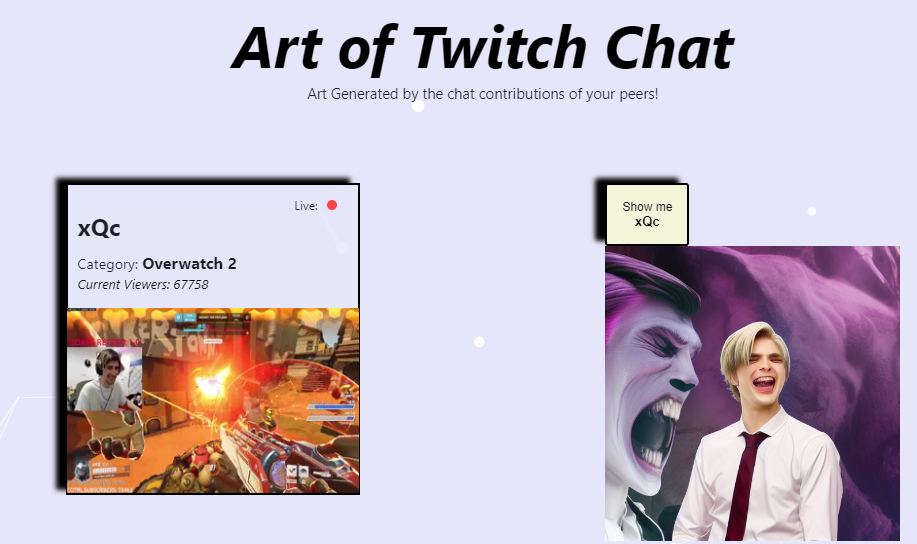 Art of Twitch Chat
Art Generated by the chat contributions of your peers!
Live:
xQc
Category: Overwatch 2
Current Viewers: 67758
Show me
xQc